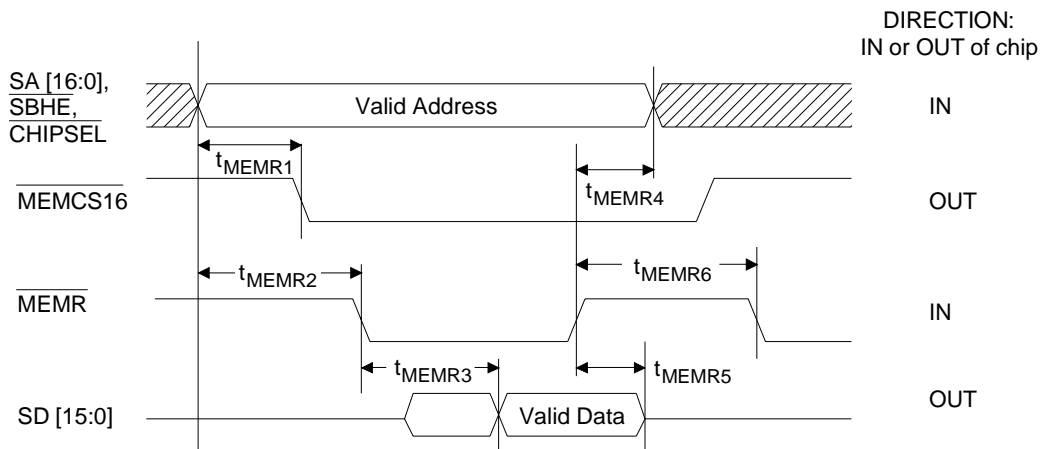 DIRECTION:
IN or OUT of chip
SA [16:0],
SBHE,
CHIPSEL
Valid Address
IN
tMEMR1
tMEMR4
MEMCS16
OUT
tMEMR2
tMEMR6
MEMR
IN
tMEMR3
tMEMR5
SD [15:0]
Valid Data
OUT